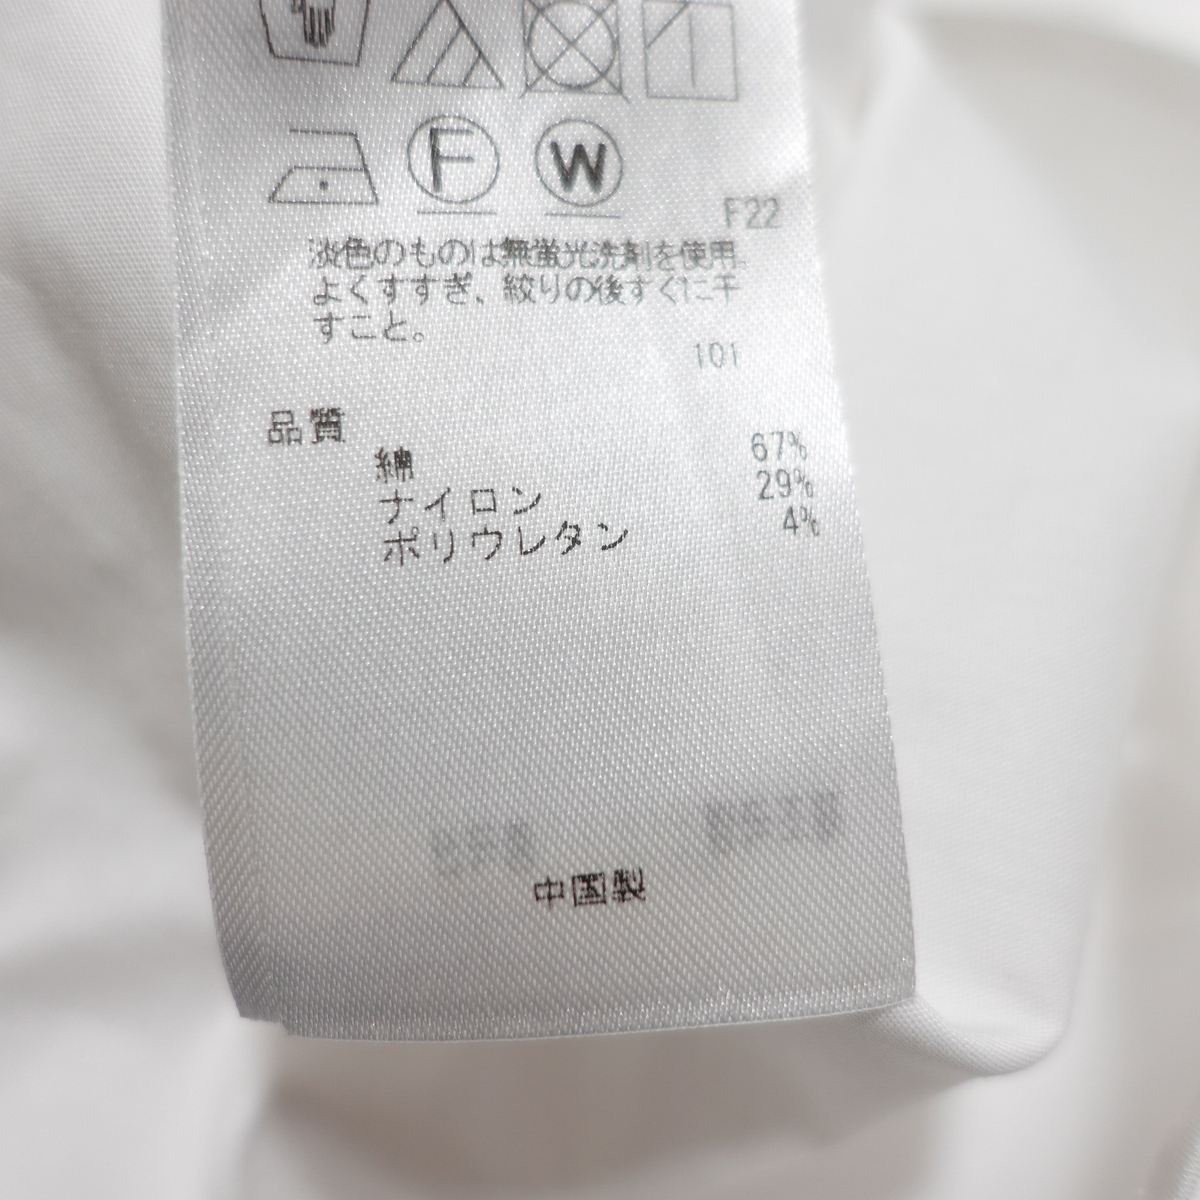 F
W
F22
淡色のものは無蛍光洗剤を使用。
よくすすぎ、絞りの後すぐに干
すこと。
101
品質
綿 67%
ナイロン 29%
ポリウレタン 4%
中国製